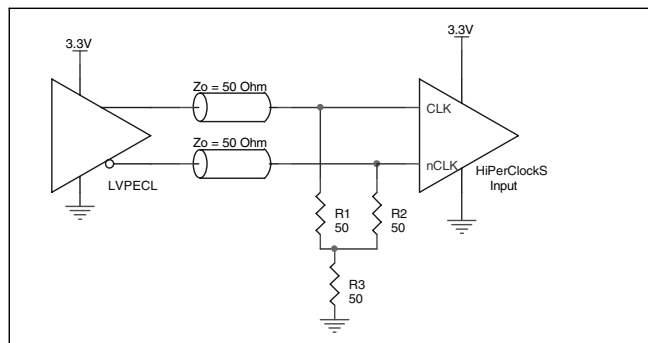 3.3V
3.3V
Zo = 50 Ohm
CLK
Zo = 50 Ohm
nCLK
LVPECL
HiPerClockS
Input
R1
50
R2
50
R3
50